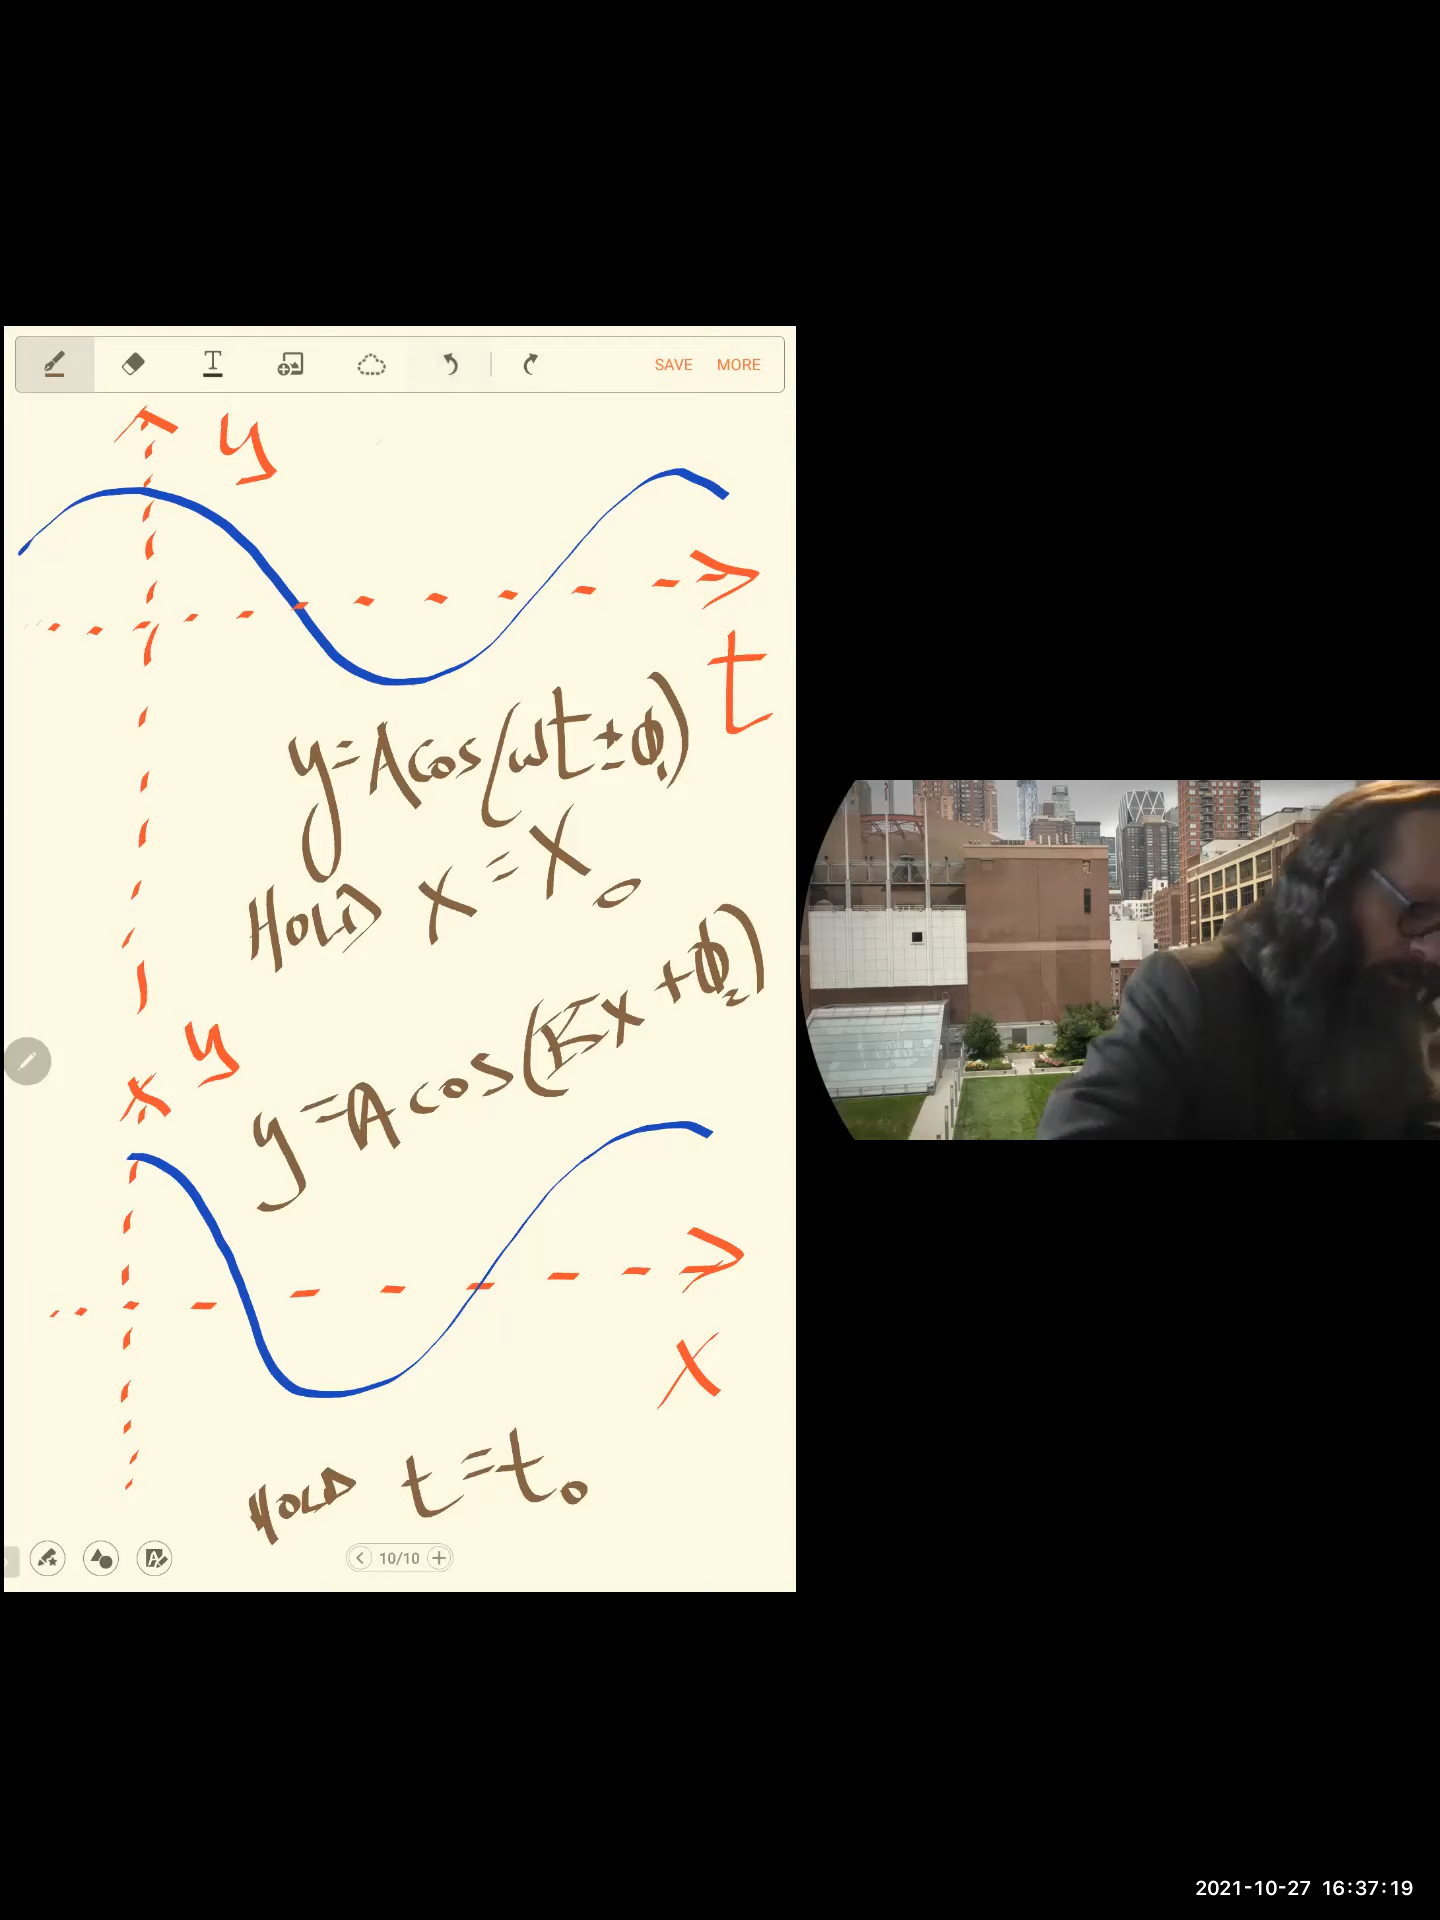 T
SAVE MORE
y
t
y=Acos(ωt±ϕ₁)
HOLD x=x₀
y=Acos(Kx+ϕ₂)
y
x
HOLD t=t₀
10/10
2021-10-27 16:37:19